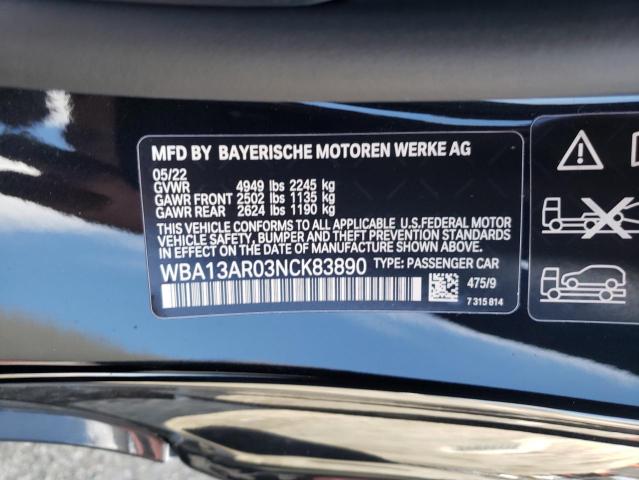 MFD BY BAYERISCHE MOTOREN WERKE AG
05/22
GVWR 4949 lbs 2245 kg
GAWR FRONT 2502 lbs 1135 kg
GAWR REAR 2624 lbs 1190 kg
THIS VEHICLE CONFORMS TO ALL APPLICABLE U.S.FEDERAL MOTOR
VEHICLE SAFETY, BUMPER, AND THEFT PREVENTION STANDARDS
IN EFFECT ON THE DATE OF MANUFACTURE SHOWN ABOVE.
WBA13AR03NCK83890 TYPE: PASSENGER CAR
475/9
7 315 814